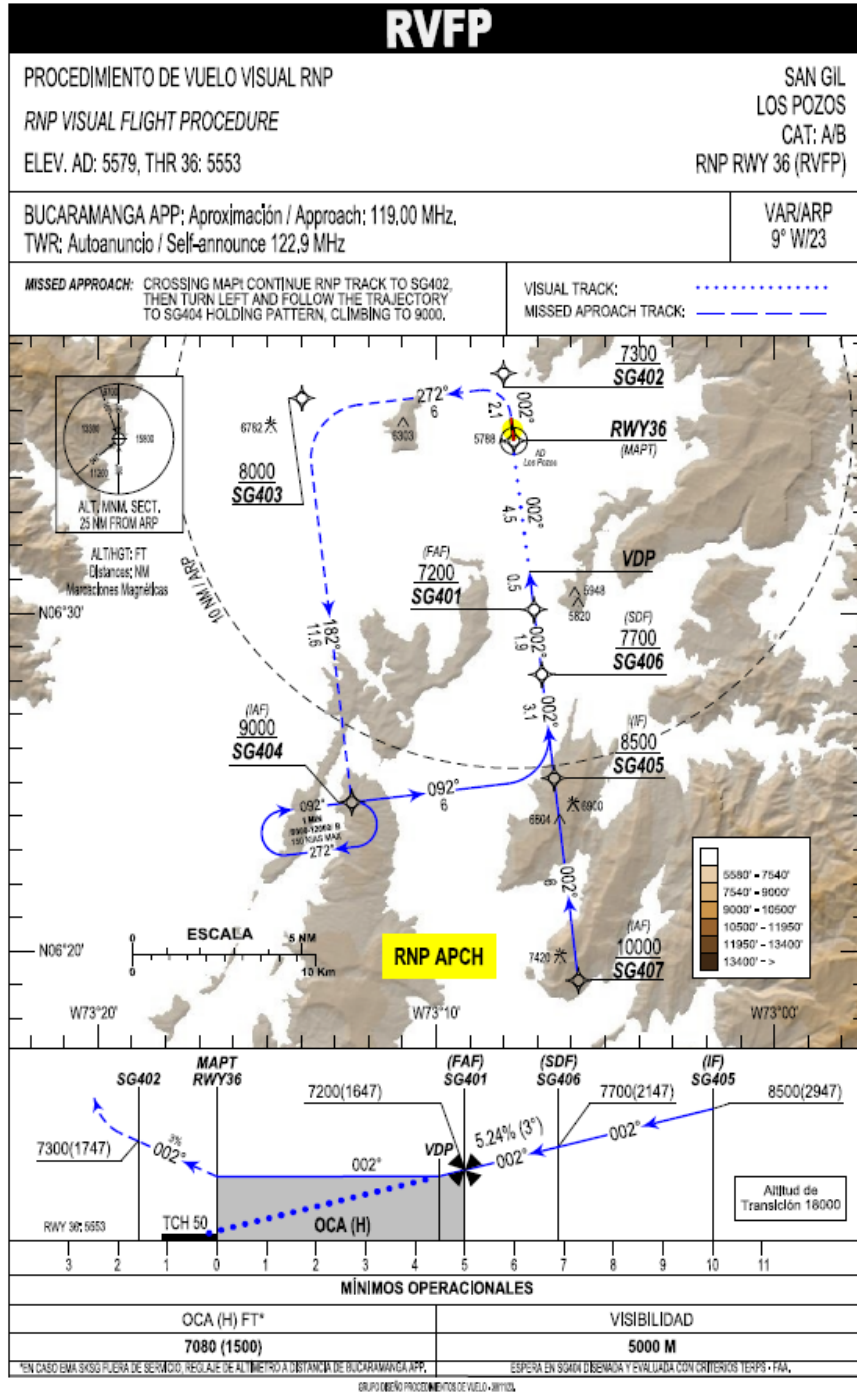 RVFP
PROCEDIMIENTO DE VUELO VISUAL RNP
RNP VISUAL FLIGHT PROCEDURE
ELEV. AD: 5579, THR 36: 5553
SAN GIL
LOS POZOS
CAT: A/B
RNP RWY 36 (RVFP)
BUCARAMANGA APP: Aproximación / Approach: 119,00 MHz,
TWR: Autoanuncio / Self-announce 122,9 MHz
VAR/ARP
9° W/23
MISSED APPROACH: CROSSING MAPt CONTINUE RNP TRACK TO SG402,
THEN TURN LEFT AND FOLLOW THE TRAJECTORY
TO SG404 HOLDING PATTERN, CLIMBING TO 9000.
VISUAL TRACK:
MISSED APROACH TRACK:
7300
SG402
272°
6
002°
2.1
6782
6303
5788
RWY36
(MAPT)
AD
Los Pozos
8000
SG403
15800
11200
ALT. MNM. SECT.
25 NM FROM ARP
ALT/HGT: FT
Distances: NM
Marcaciones Magnéticas
10 NM / ARP
002°
4.5
(FAF)
7200
SG401
VDP
0.5
5948
5820
N06°30'
182°
11.6
002°
1.9
(SDF)
7700
SG406
002°
3.1
(IAF)
9000
SG404
(IF)
8500
SG405
092°
6
092°
1 Min
150 KIAS MAX
272°
6900
6604
002°
6
5580' - 7540'
7540' - 9000'
9000' - 10500'
10500' - 11950'
11950' - 13400'
13400' - >
ESCALA
0
5 NM
0
10 Km
RNP APCH
N06°20'
7420
(IAF)
10000
SG407
W73°20'
W73°10'
W73°00'
SG402
MAPT
RWY36
(FAF)
SG401
(SDF)
SG406
(IF)
SG405
7200(1647)
7700(2147)
8500(2947)
7300(1747)
3%
002°
002°
VDP
5.24% (3°)
002°
002°
Altitud de
Transición 18000
RWY 36: 5553
TCH 50
OCA (H)
3 2 1 0 1 2 3 4 5 6 7 8 9 10 11
MÍNIMOS OPERACIONALES
OCA (H) FT*
VISIBILIDAD
7080 (1500)
5000 M
*EN CASO EMA SKSG FUERA DE SERVICIO, REGLAJE DE ALTÍMETRO A DISTANCIA DE BUCARAMANGA APP.
ESPERA EN SG404 DISEÑADA Y EVALUADA CON CRITERIOS TERPS - FAA.
GRUPO DISEÑO PROCEDIMIENTOS DE VUELO -